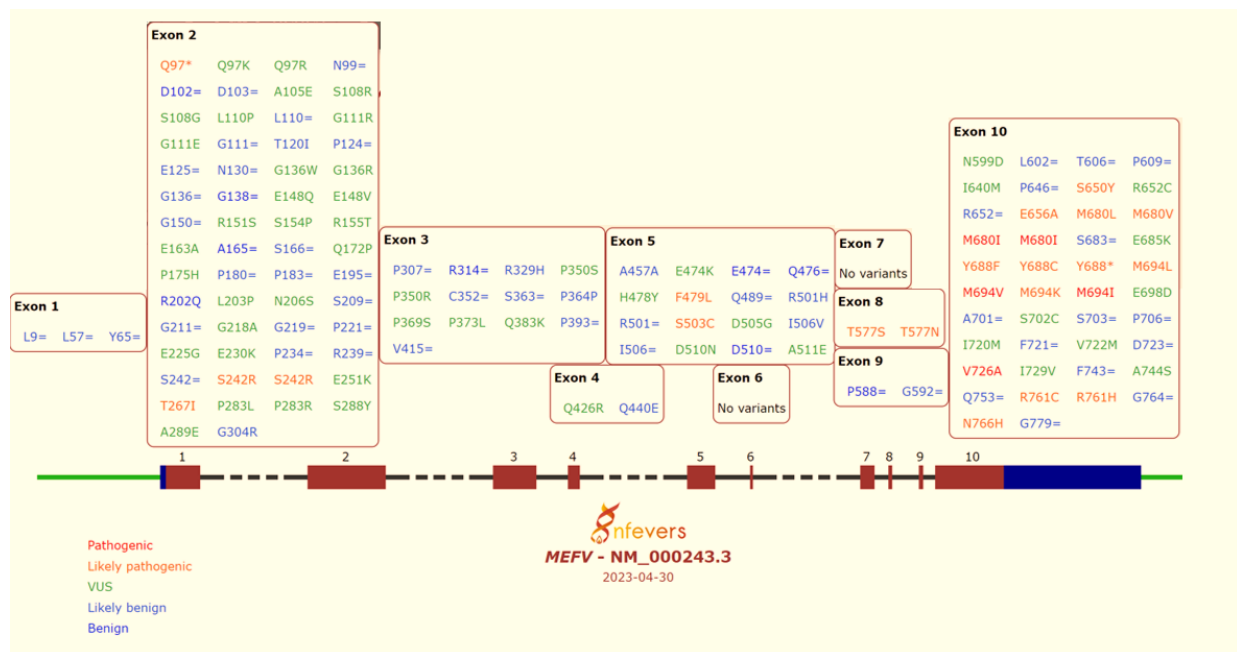 Exon 2
Q97* Q97K Q97R N99=
D102= D103= A105E S108R
S108G L110P L110= G111R
G111E G111= T120I P124=
E125= N130= G136W G136R
G136= G138= E148Q E148V
G150= R151S S154P R155T
E163A A165= S166= Q172P
P175H P180= P183= E195=
R202Q L203P N206S S209=
G211= G218A G219= P221=
E225G E230K P234= R239=
S242= S242R S242R E251K
T267I P283L P283R S288Y
A289E G304R
Exon 10
N599D L602= T606= P609=
I640M P646= S650Y R652C
R652= E656A M680L M680V
M680I M680I S683= E685K
Y688F Y688C Y688* M694L
M694V M694K M694I E698D
A701= S702C S703= P706=
I720M F721= V722M D723=
V726A I729V F743= A744S
Q753= R761C R761H G764=
N766H G779=
Exon 3
P307= R314= R329H P350S
P350R C352= S363= P364P
P369S P373L Q383K P393=
V415=
Exon 5
A457A E474K E474= Q476=
H478Y F479L Q489= R501H
R501= S503C D505G I506V
I506= D510N D510= A511E
Exon 7
No variants
Exon 8
T577S T577N
Exon 1
L9= L57= Y65=
Exon 9
P588= G592=
Exon 4
Q426R Q440E
Exon 6
No variants
1 2 3 4 5 6 7 8 9 10
nfevers
MEFV - NM_000243.3
2023-04-30
Pathogenic
Likely pathogenic
VUS
Likely benign
Benign